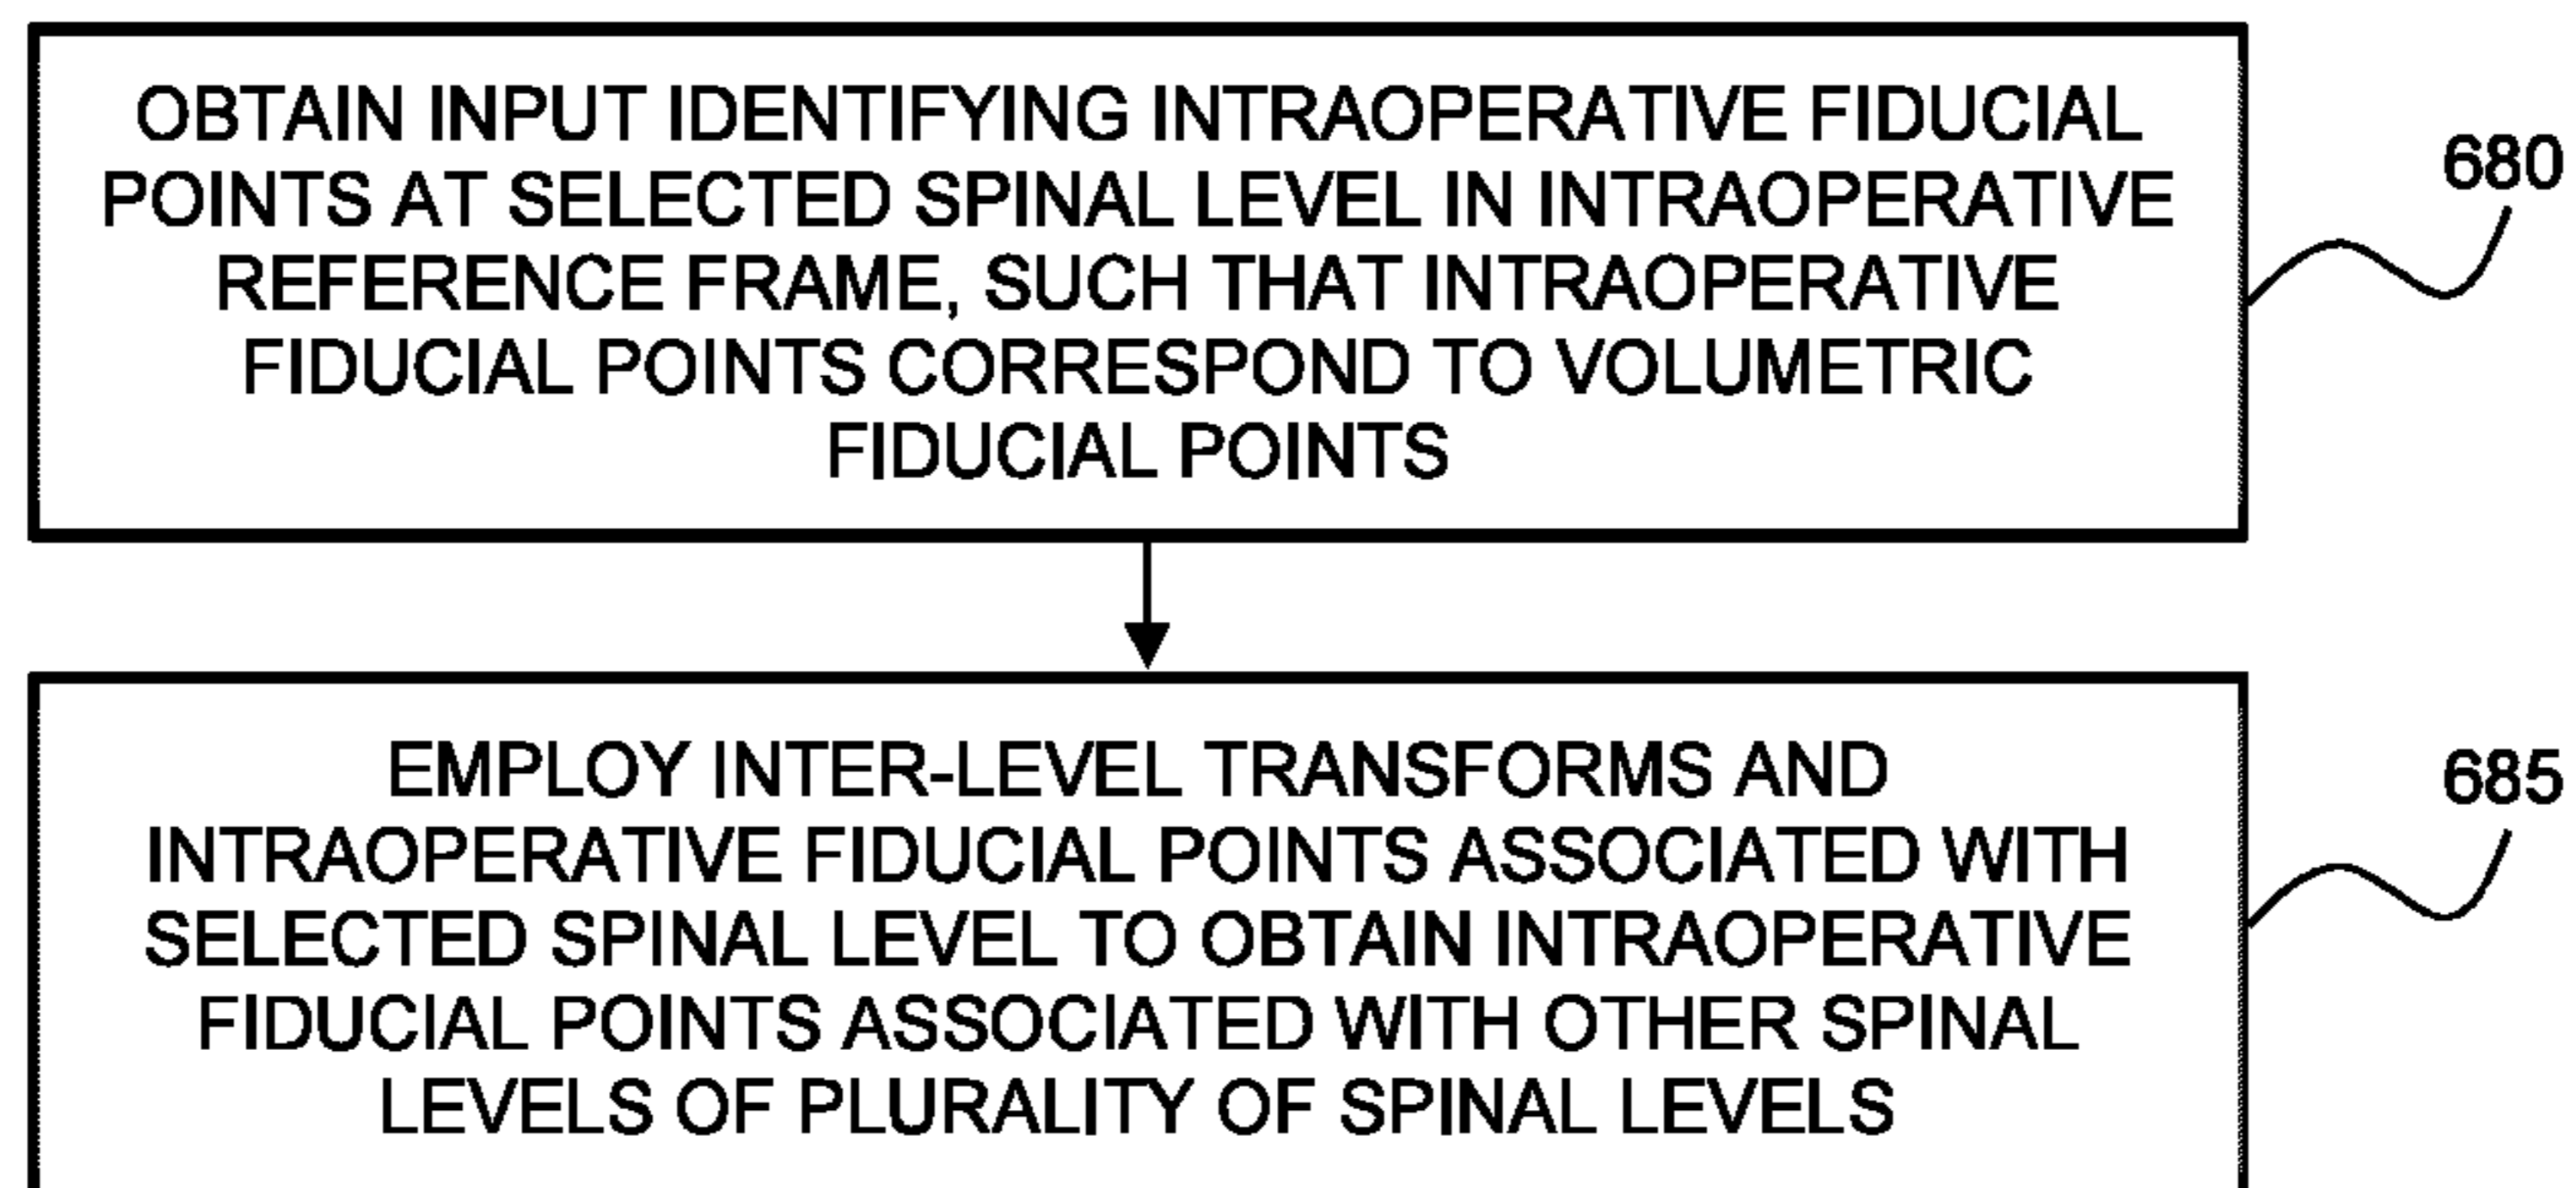 OBTAIN INPUT IDENTIFYING INTRAOPERATIVE FIDUCIAL
POINTS AT SELECTED SPINAL LEVEL IN INTRAOPERATIVE
REFERENCE FRAME, SUCH THAT INTRAOPERATIVE
FIDUCIAL POINTS CORRESPOND TO VOLUMETRIC
FIDUCIAL POINTS
680
EMPLOY INTER-LEVEL TRANSFORMS AND
INTRAOPERATIVE FIDUCIAL POINTS ASSOCIATED WITH
SELECTED SPINAL LEVEL TO OBTAIN INTRAOPERATIVE
FIDUCIAL POINTS ASSOCIATED WITH OTHER SPINAL
LEVELS OF PLURALITY OF SPINAL LEVELS
685